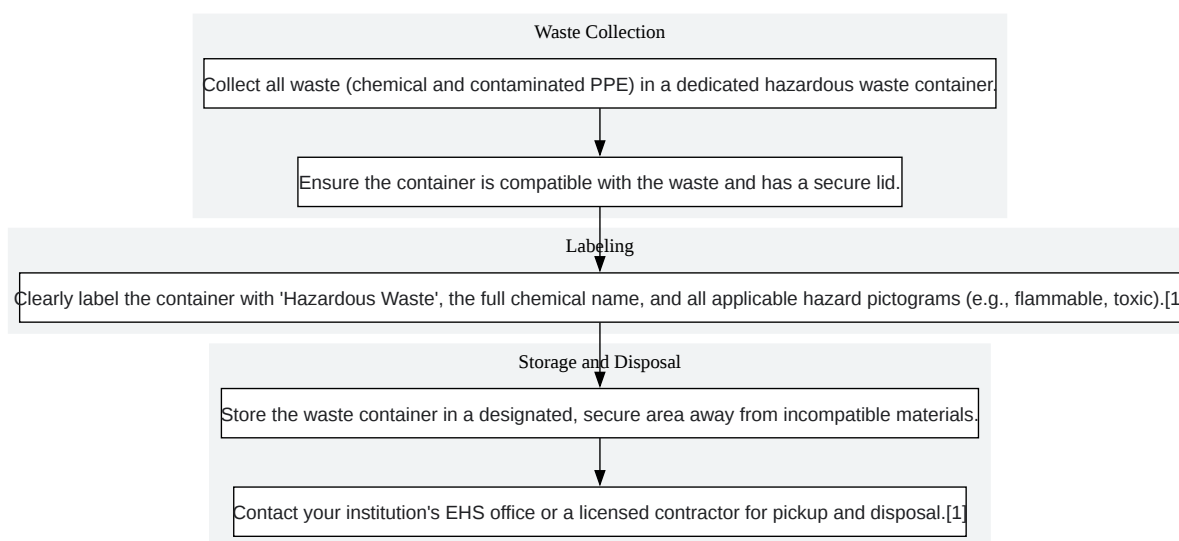 Waste Collection
Collect all waste (chemical and contaminated PPE) in a dedicated hazardous waste container.
Ensure the container is compatible with the waste and has a secure lid.
Labeling
Clearly label the container with 'Hazardous Waste', the full chemical name, and all applicable hazard pictograms (e.g., flammable, toxic).[1
Storage and Disposal
Store the waste container in a designated, secure area away from incompatible materials.
Contact your institution's EHS office or a licensed contractor for pickup and disposal.[1]